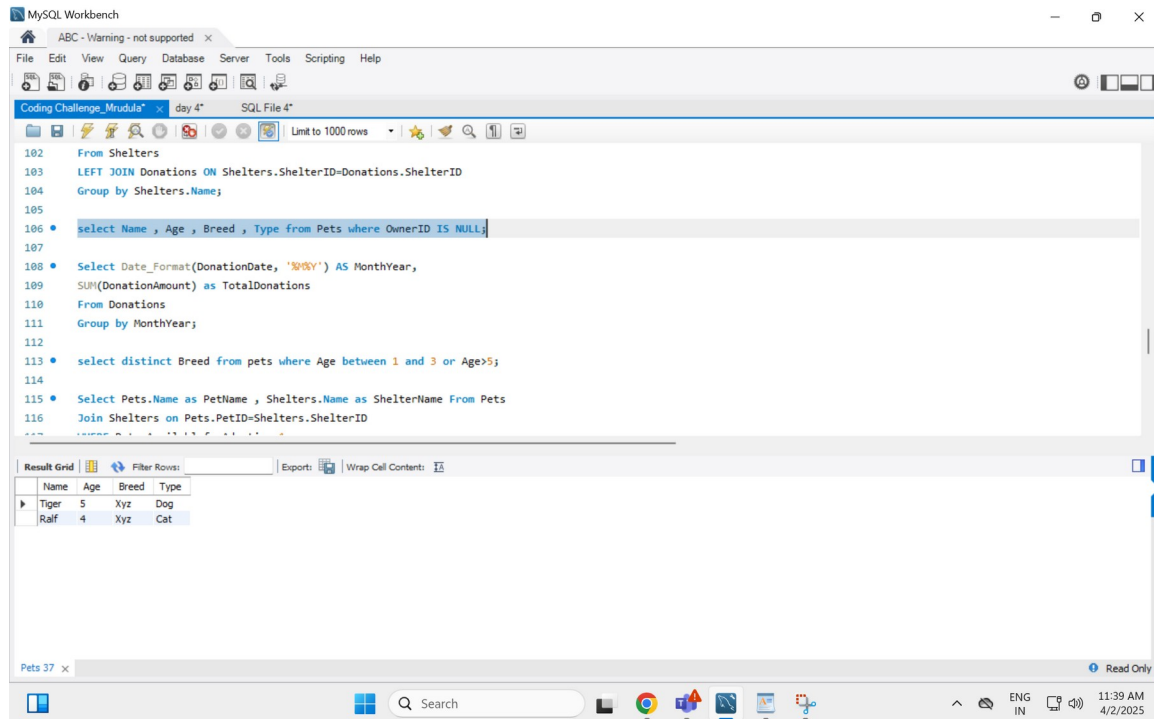 MySQL Workbench
ABC - Warning - not supported
File Edit View Query Database Server Tools Scripting Help
Coding Challenge_Mrudula* day 4* SQL File 4*
Limit to 1000 rows
102 From Shelters
103 LEFT JOIN Donations ON Shelters.ShelterID=Donations.ShelterID
104 Group by Shelters.Name;
105
106 select Name , Age , Breed , Type from Pets where OwnerID IS NULL;
107
108 Select Date_Format(DonationDate, '%M%Y') AS MonthYear,
109 SUM(DonationAmount) as TotalDonations
110 From Donations
111 Group by MonthYear;
112
113 select distinct Breed from pets where Age between 1 and 3 or Age>5;
114
115 Select Pets.Name as PetName , Shelters.Name as ShelterName From Pets
116 Join Shelters on Pets.PetID=Shelters.ShelterID
Result Grid Filter Rows: Export: Wrap Cell Content:
Name Age Breed Type
Tiger 5 Xyz Dog
Ralf 4 Xyz Cat
Pets 37 Read Only
Search
ENG
IN
11:39 AM
4/2/2025